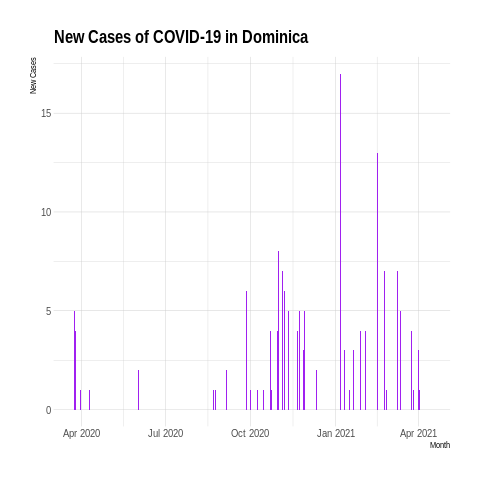 New Cases of COVID-19 in Dominica
New Cases
15
10
5
0
Apr 2020 Jul 2020 Oct 2020 Jan 2021 Apr 2021
Month